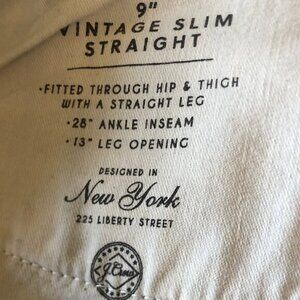 9"
VINTAGE SLIM
STRAIGHT
•FITTED THROUGH HIP & THIGH
WITH A STRAIGHT LEG
•28" ANKLE INSEAM
•13" LEG OPENING
DESIGNED IN
New York
225 LIBERTY STREET
J.Crew